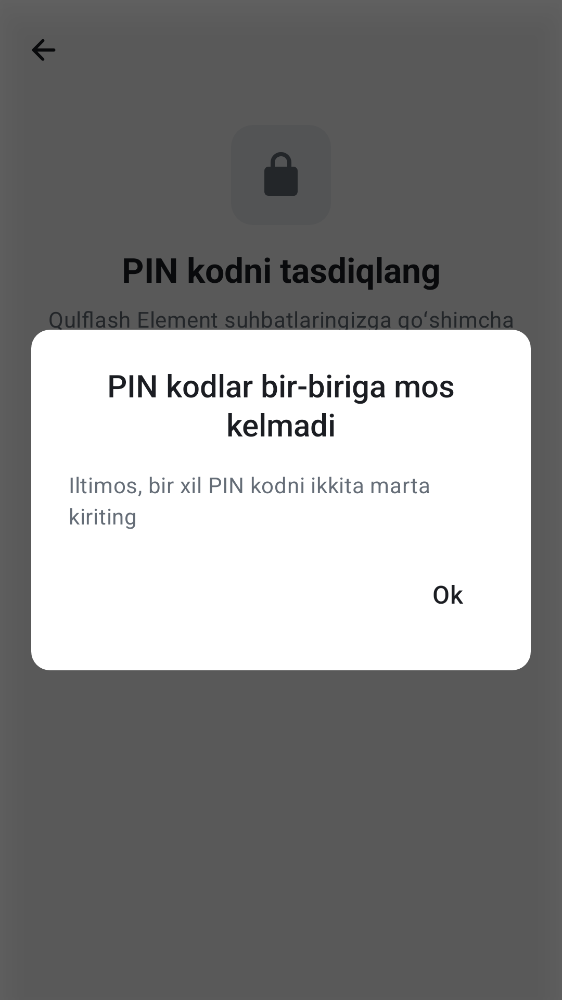 PIN kodni tasdiqlang
Qulflash Element suhbatlaringizga qo‘shimcha
PIN kodlar bir-biriga mos
kelmadi
Iltimos, bir xil PIN kodni ikkita marta
kiriting
Ok